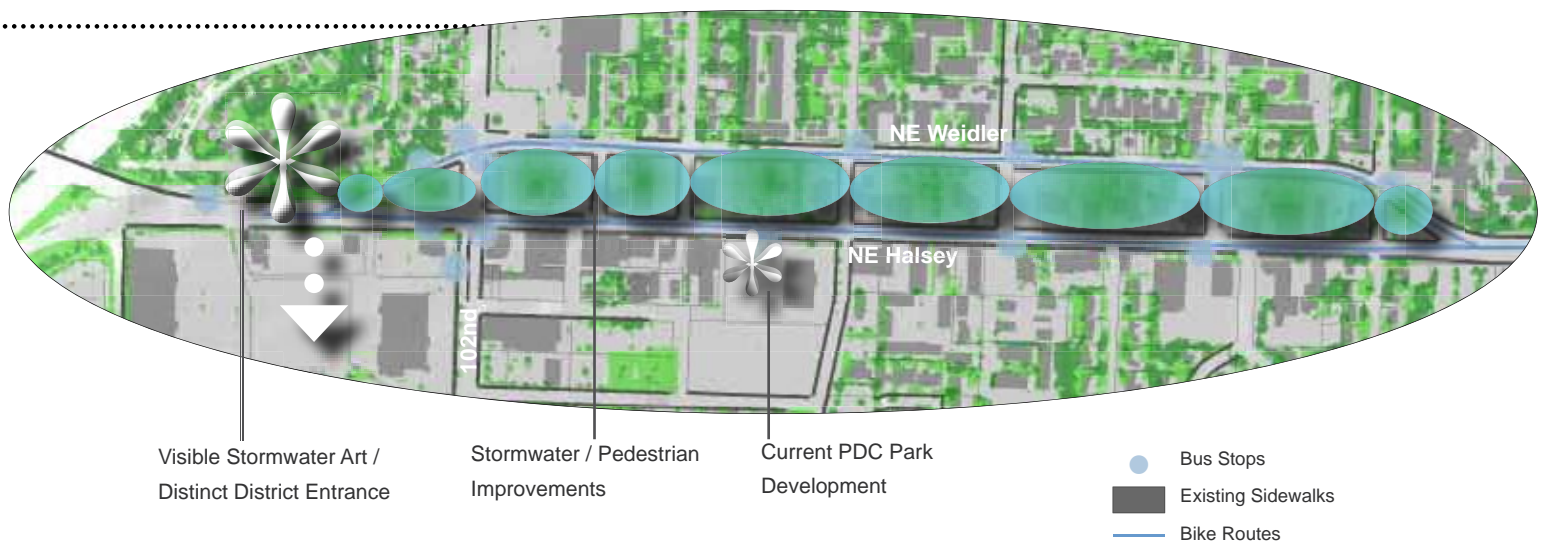 NE Weidler
NE Halsey
102nd
Visible Stormwater Art /
Distinct District Entrance
Stormwater / Pedestrian
Improvements
Current PDC Park
Development
Bus Stops
Existing Sidewalks
Bike Routes